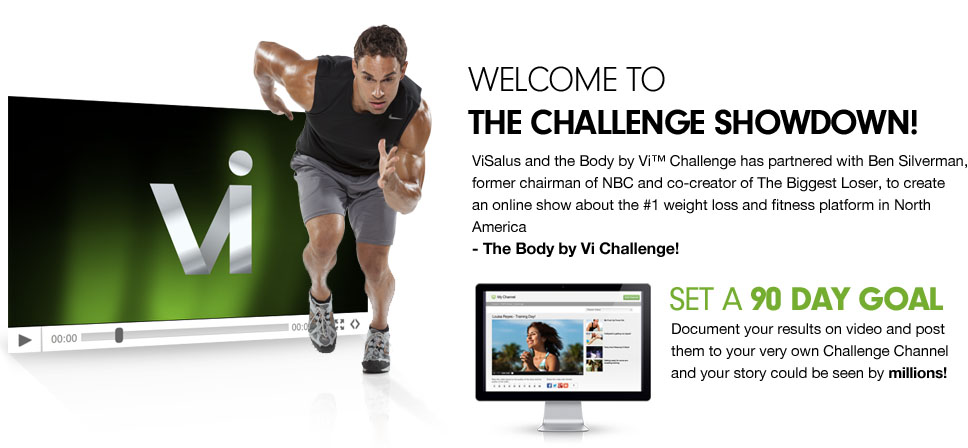 vi
00:00
WELCOME TO
THE CHALLENGE SHOWDOWN!
ViSalus and the Body by Vi™ Challenge has partnered with Ben Silverman,
former chairman of NBC and co-creator of The Biggest Loser, to create
an online show about the #1 weight loss and fitness platform in North
America
- The Body by Vi Challenge!
My Channel
SET A 90 DAY GOAL
Document your results on video and post
them to your very own Challenge Channel
and your story could be seen by millions!